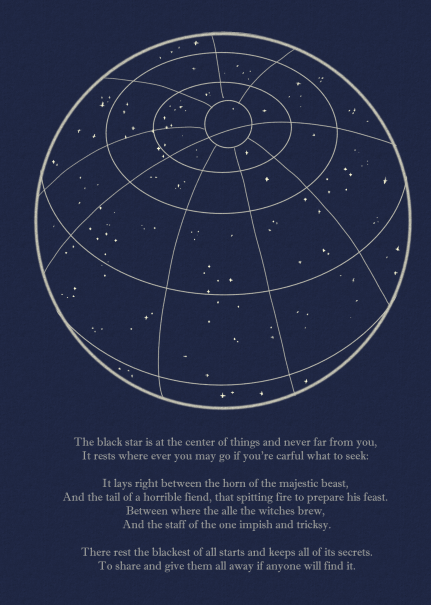 The black star is at the center of things and never far from you,
It rests where ever you may go if you're carful what to seek:
It lays right between the horn of the majestic beast,
And the tail of a horrible fiend, that spitting fire to prepare his feast.
Between where the alle the witches brew,
And the staff of the one impish and tricksy.
There rest the blackest of all starts and keeps all of its secrets.
To share and give them all away if anyone will find it.